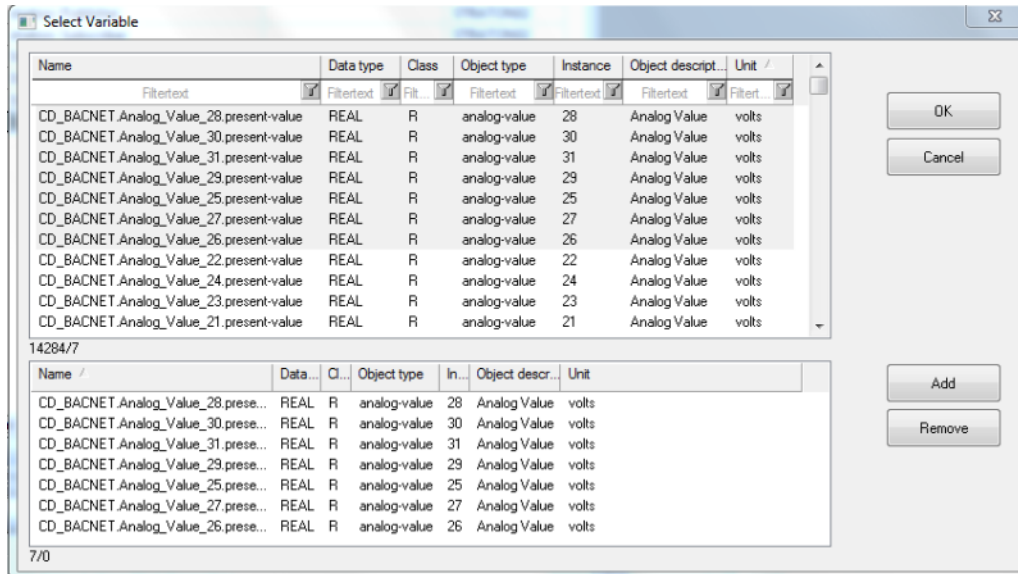 Select Variable
Name Data type Class Object type Instance Object descript... Unit
Filtertext Filtertext Filt... Filtertext Filtertext Filtertext Filtert...
CD_BACNET.Analog_Value_28.present-value REAL R analog-value 28 Analog Value volts
CD_BACNET.Analog_Value_30.present-value REAL R analog-value 30 Analog Value volts
CD_BACNET.Analog_Value_31.present-value REAL R analog-value 31 Analog Value volts
CD_BACNET.Analog_Value_29.present-value REAL R analog-value 29 Analog Value volts
CD_BACNET.Analog_Value_25.present-value REAL R analog-value 25 Analog Value volts
CD_BACNET.Analog_Value_27.present-value REAL R analog-value 27 Analog Value volts
CD_BACNET.Analog_Value_26.present-value REAL R analog-value 26 Analog Value volts
CD_BACNET.Analog_Value_22.present-value REAL R analog-value 22 Analog Value volts
CD_BACNET.Analog_Value_24.present-value REAL R analog-value 24 Analog Value volts
CD_BACNET.Analog_Value_23.present-value REAL R analog-value 23 Analog Value volts
CD_BACNET.Analog_Value_21.present-value REAL R analog-value 21 Analog Value volts
14284/7
OK
Cancel
Name Data... Cl... Object type In... Object descr... Unit
CD_BACNET.Analog_Value_28.prese... REAL R analog-value 28 Analog Value volts
CD_BACNET.Analog_Value_30.prese... REAL R analog-value 30 Analog Value volts
CD_BACNET.Analog_Value_31.prese... REAL R analog-value 31 Analog Value volts
CD_BACNET.Analog_Value_29.prese... REAL R analog-value 29 Analog Value volts
CD_BACNET.Analog_Value_25.prese... REAL R analog-value 25 Analog Value volts
CD_BACNET.Analog_Value_27.prese... REAL R analog-value 27 Analog Value volts
CD_BACNET.Analog_Value_26.prese... REAL R analog-value 26 Analog Value volts
7/0
Add
Remove